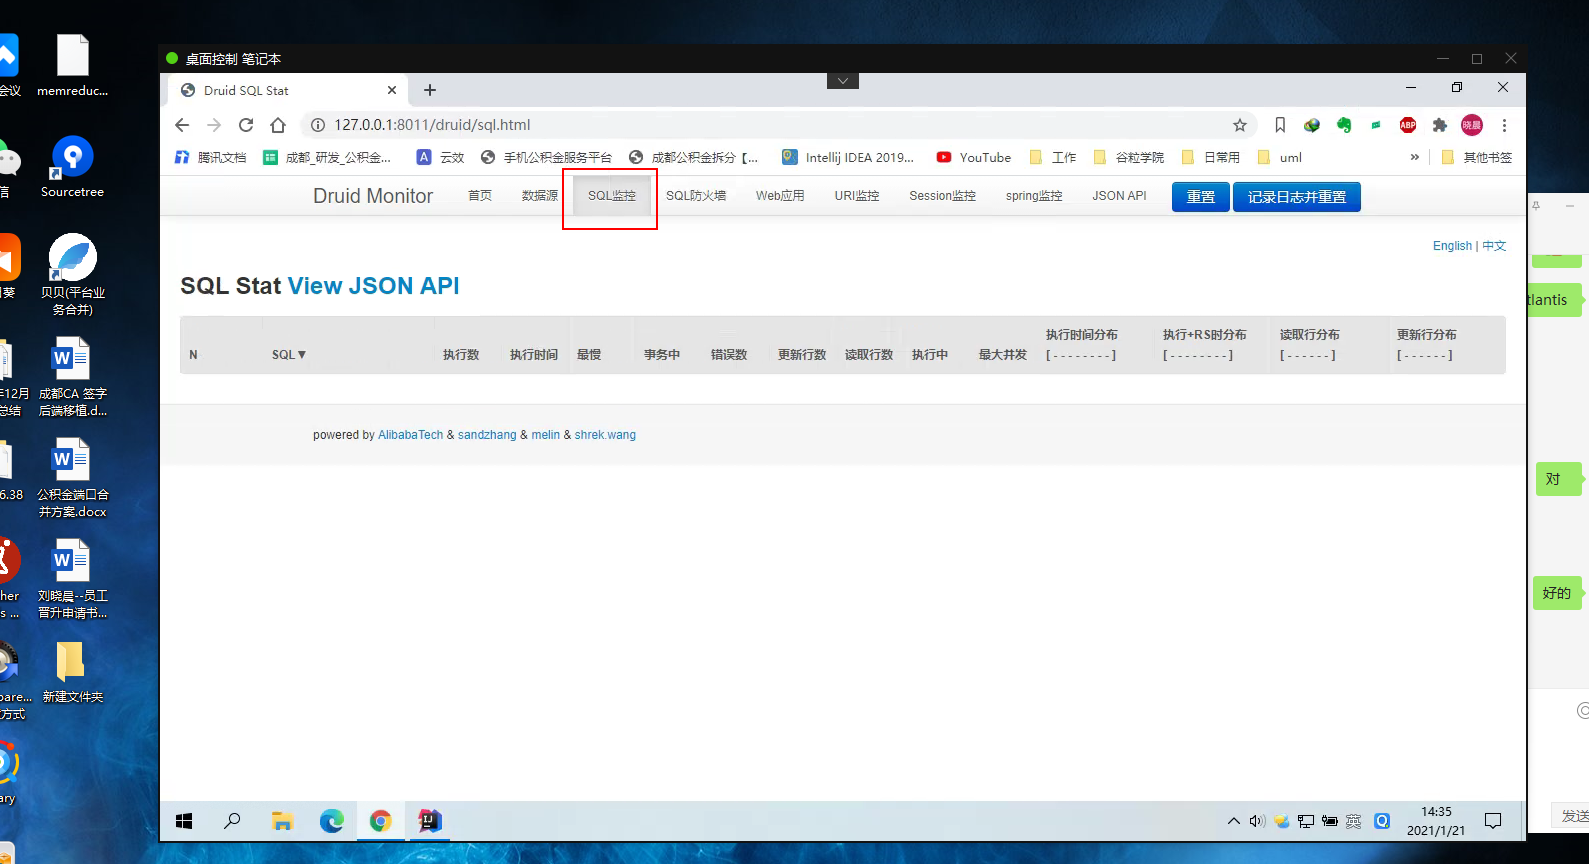 桌面控制 笔记本
Druid SQL Stat
127.0.0.1:8011/druid/sql.html
ABP
晓晨
腾讯文档
成都_研发_公积金...
云效
手机公积金服务平台
成都公积金拆分【...
Intellij IDEA 2019...
YouTube
工作
谷粒学院
日常用
uml
»
其他书签
Druid Monitor
首页
数据源
SQL监控
SQL防火墙
Web应用
URI监控
Session监控
spring监控
JSON API
重置
记录日志并重置
English | 中文
SQL Stat View JSON API
N
SQL▼
执行数
执行时间
最慢
事务中
错误数
更新行数
读取行数
执行中
最大并发
执行时间分布
[ - - - - - - - - ]
执行+RS时分布
[ - - - - - - - - ]
读取行分布
[ - - - - - - ]
更新行分布
[ - - - - - - ]
powered by AlibabaTech & sandzhang & melin & shrek.wang
英
14:35
2021/1/21
会议
memreduc...
信
Sourcetree
葵
贝贝(平台业
务合并)
年12月
总结
成都CA 签字
后端移植.d...
6.38
公积金端口合
并方案.docx
her
s ...
刘晓晨--员工
晋升申请书...
pare...
方式
新建文件夹
ary
tlantis
对
好的
发送